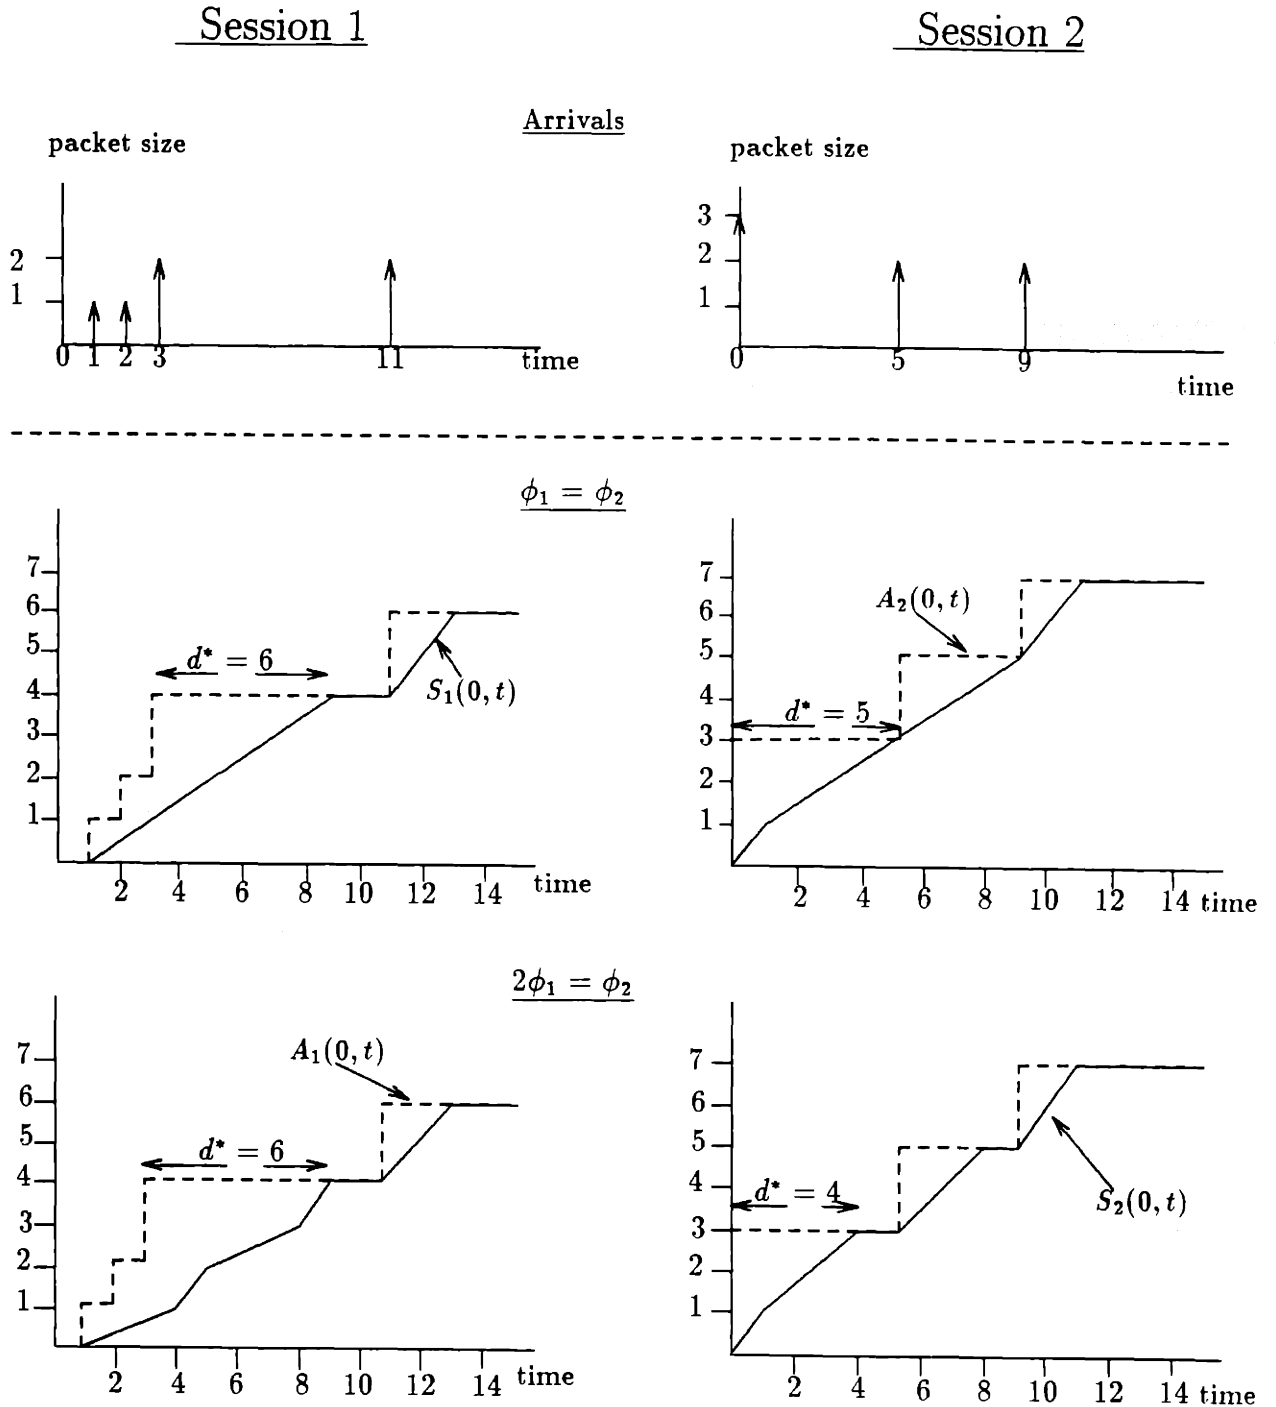 Session 1
Session 2
Arrivals
packet size
packet size
2
1
0 1 2 3 11 time
3
2
1
0 5 9
time
ϕ₁ = ϕ₂
7
6
5
4
3
2
1
d* = 6
S₁(0, t)
2 4 6 8 10 12 14 time
7
6
5
4
3
2
1
A₂(0, t)
d* = 5
2 4 6 8 10 12 14 time
2ϕ₁ = ϕ₂
7
6
5
4
3
2
1
A₁(0, t)
d* = 6
2 4 6 8 10 12 14 time
7
6
5
4
3
2
1
d* = 4
S₂(0, t)
2 4 6 8 10 12 14 time